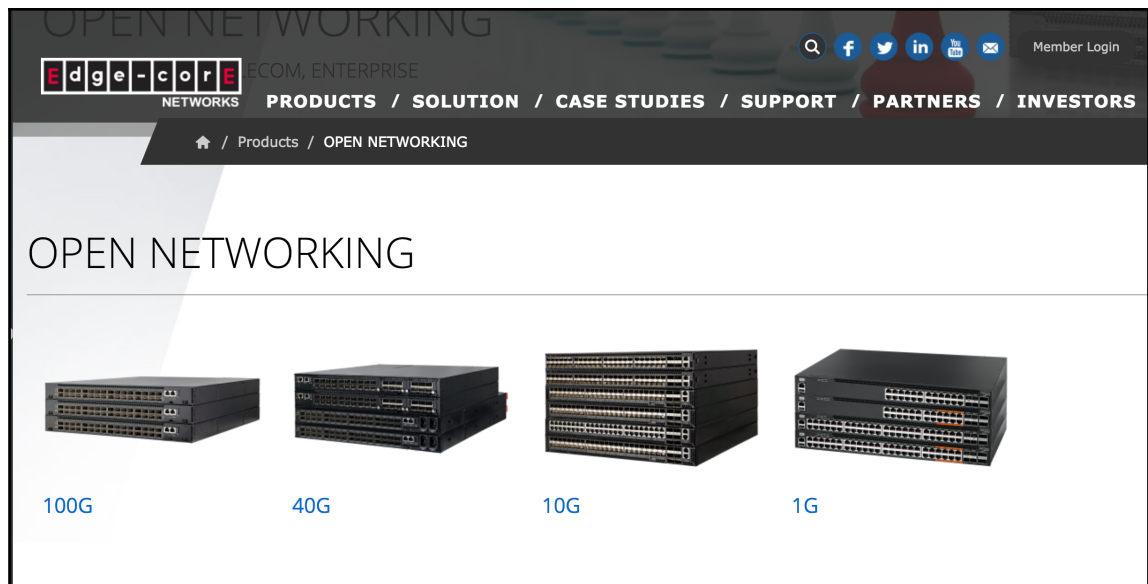 OPEN NETWORKING
Member Login
Edge-corE
ECOM, ENTERPRISE
NETWORKS
PRODUCTS / SOLUTION / CASE STUDIES / SUPPORT / PARTNERS / INVESTORS
/ Products / OPEN NETWORKING
OPEN NETWORKING
100G
40G
10G
1G